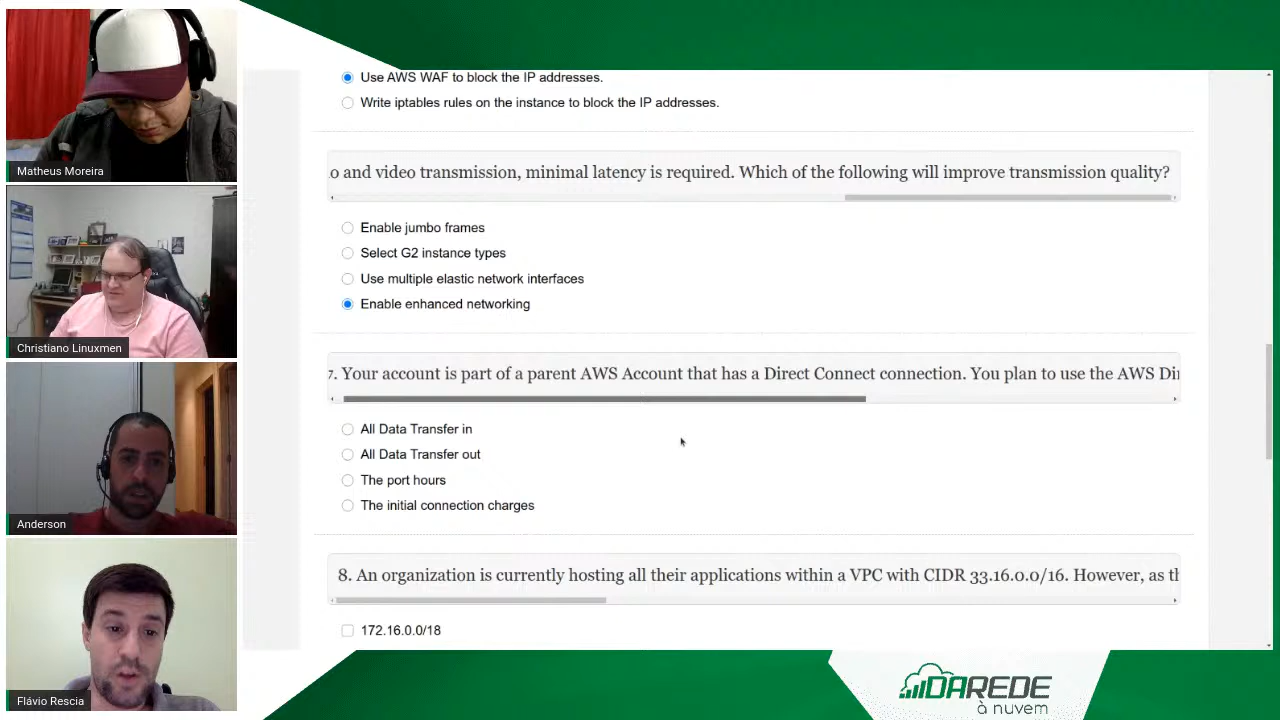 Matheus Moreira
Christiano Linuxmen
Anderson
Flávio Rescia
Use AWS WAF to block the IP addresses.
Write iptables rules on the instance to block the IP addresses.
o and video transmission, minimal latency is required. Which of the following will improve transmission quality?
Enable jumbo frames
Select G2 instance types
Use multiple elastic network interfaces
Enable enhanced networking
7. Your account is part of a parent AWS Account that has a Direct Connect connection. You plan to use the AWS Dir
All Data Transfer in
All Data Transfer out
The port hours
The initial connection charges
8. An organization is currently hosting all their applications within a VPC with CIDR 33.16.0.0/16. However, as th
172.16.0.0/18
DAREDE
à nuvem